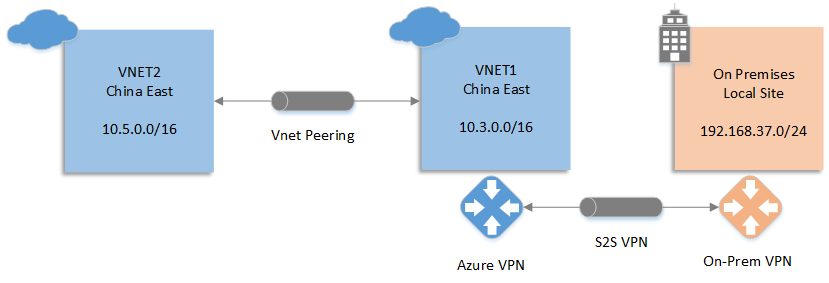 VNET2
China East
10.5.0.0/16
Vnet Peering
VNET1
China East
10.3.0.0/16
On Premises
Local Site
192.168.37.0/24
Azure VPN
S2S VPN
On-Prem VPN